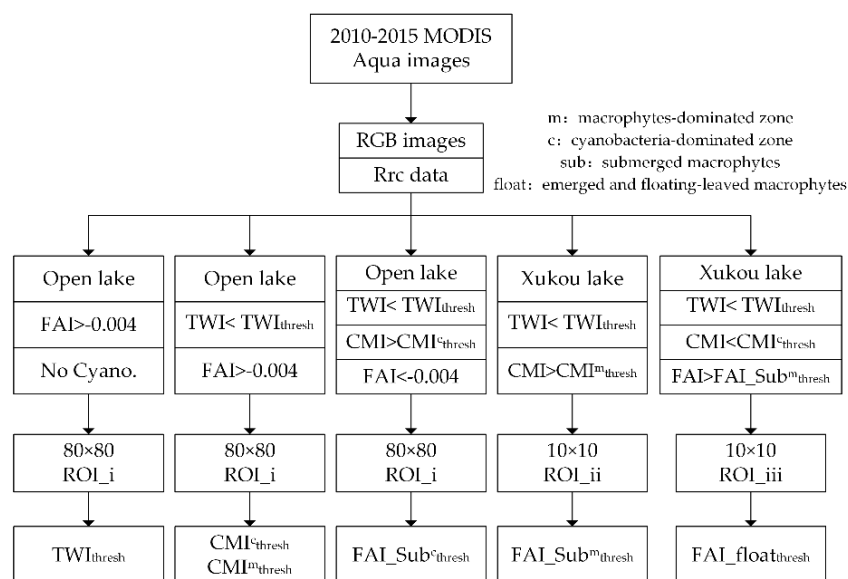 2010-2015 MODIS
Aqua images
RGB images
Rrc data
m: macrophytes-dominated zone
c: cyanobacteria-dominated zone
sub: submerged macrophytes
float: emerged and floating-leaved macrophytes
Open lake
FAI>-0.004
No Cyano.
80×80
ROI_i
TWIthresh
Open lake
TWI< TWIthresh
FAI>-0.004
80×80
ROI_i
CMIcthresh
CMImthresh
Open lake
TWI< TWIthresh
CMI>CMIcthresh
FAI<-0.004
80×80
ROI_i
FAI_Subcthresh
Xukou lake
TWI< TWIthresh
CMI>CMImthresh
10×10
ROI_ii
FAI_Submthresh
Xukou lake
TWI< TWIthresh
CMI<CMIcthresh
FAI>FAI_Submthresh
10×10
ROI_iii
FAI_floatthresh